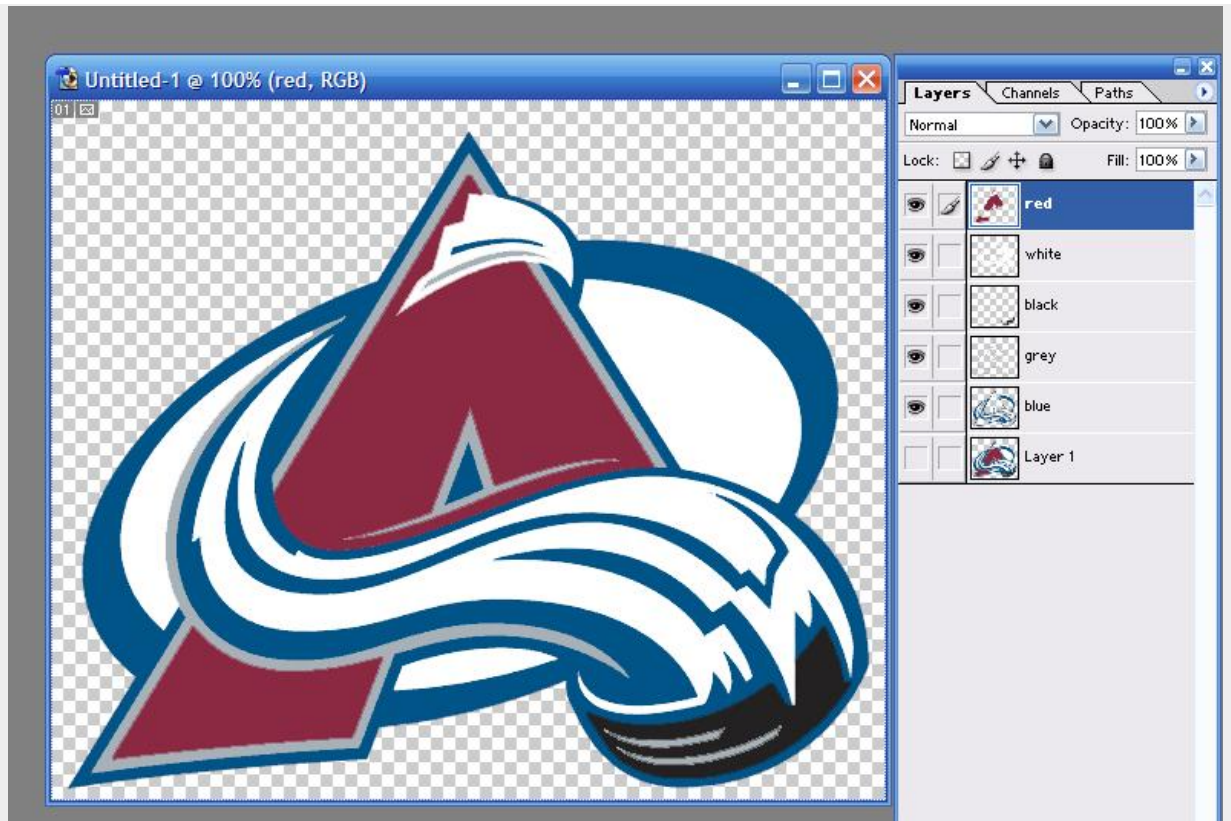 Untitled-1 @ 100% (red, RGB)
01
Layers Channels Paths
Normal Opacity: 100%
Lock: Fill: 100%
red
white
black
grey
blue
Layer 1